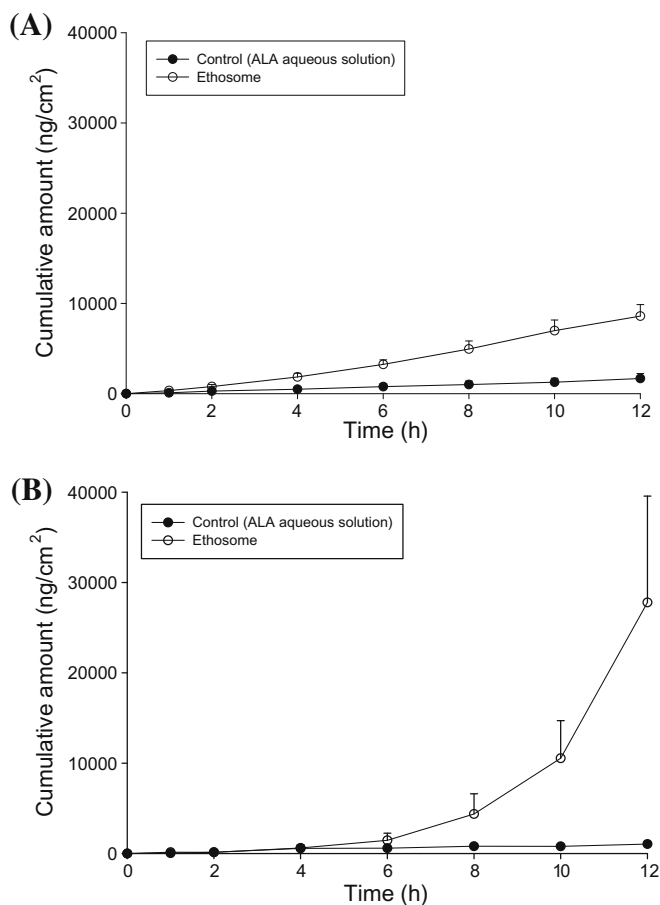 (A)
40000
30000
20000
10000
0
Cumulative amount (ng/cm²)
Control (ALA aqueous solution)
Ethosome
0 2 4 6 8 10 12
Time (h)
(B)
40000
30000
20000
10000
0
Cumulative amount (ng/cm²)
Control (ALA aqueous solution)
Ethosome
0 2 4 6 8 10 12
Time (h)